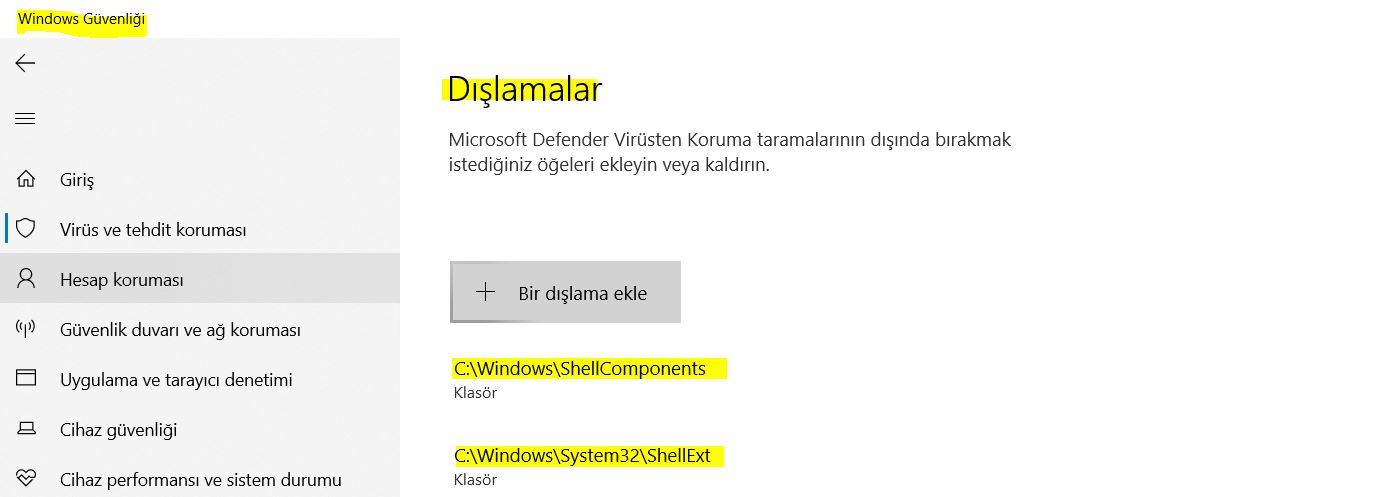 Windows Güvenliği
Giriş
Virüs ve tehdit koruması
Hesap koruması
Güvenlik duvarı ve ağ koruması
Uygulama ve tarayıcı denetimi
Cihaz güvenliği
Cihaz performansı ve sistem durumu
Dışlamalar
Microsoft Defender Virüsten Koruma taramalarının dışında bırakmak
istediğiniz öğeleri ekleyin veya kaldırın.
Bir dışlama ekle
C:\Windows\ShellComponents
Klasör
C:\Windows\System32\ShellExt
Klasör